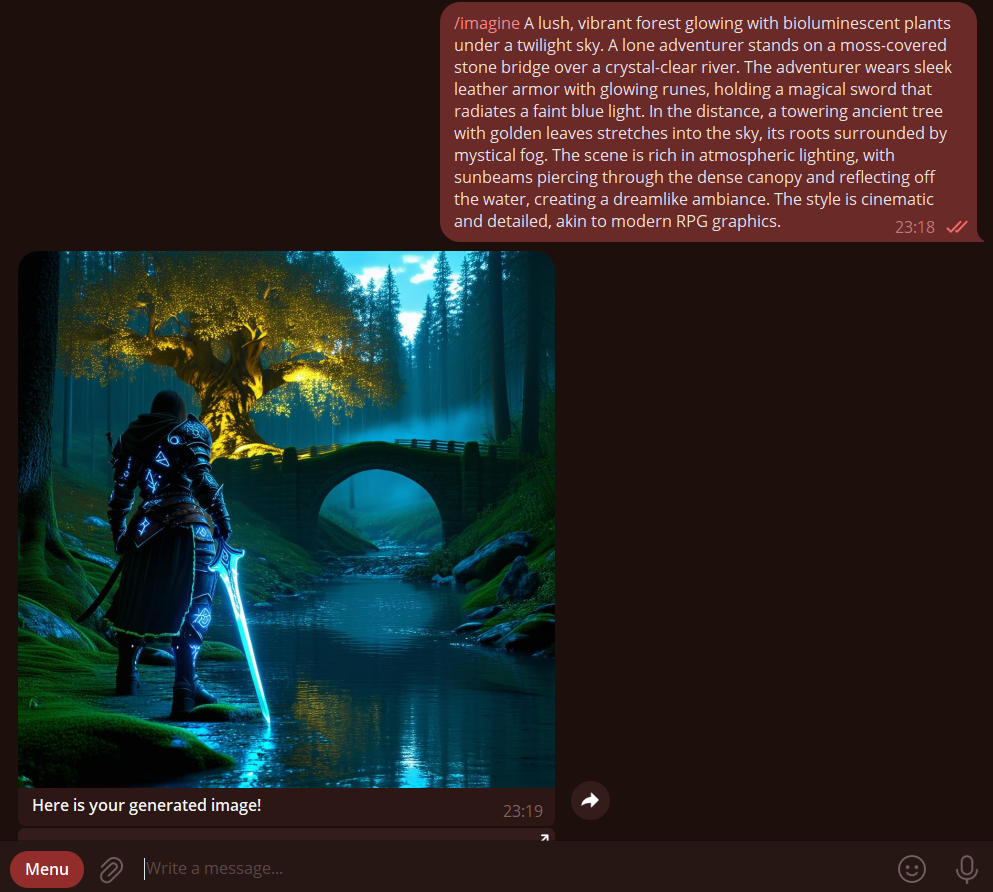 /imagine A lush, vibrant forest glowing with bioluminescent plants
under a twilight sky. A lone adventurer stands on a moss-covered
stone bridge over a crystal-clear river. The adventurer wears sleek
leather armor with glowing runes, holding a magical sword that
radiates a faint blue light. In the distance, a towering ancient tree
with golden leaves stretches into the sky, its roots surrounded by
mystical fog. The scene is rich in atmospheric lighting, with
sunbeams piercing through the dense canopy and reflecting off
the water, creating a dreamlike ambiance. The style is cinematic
and detailed, akin to modern RPG graphics.
23:18
Here is your generated image!
23:19
Menu
Write a message...